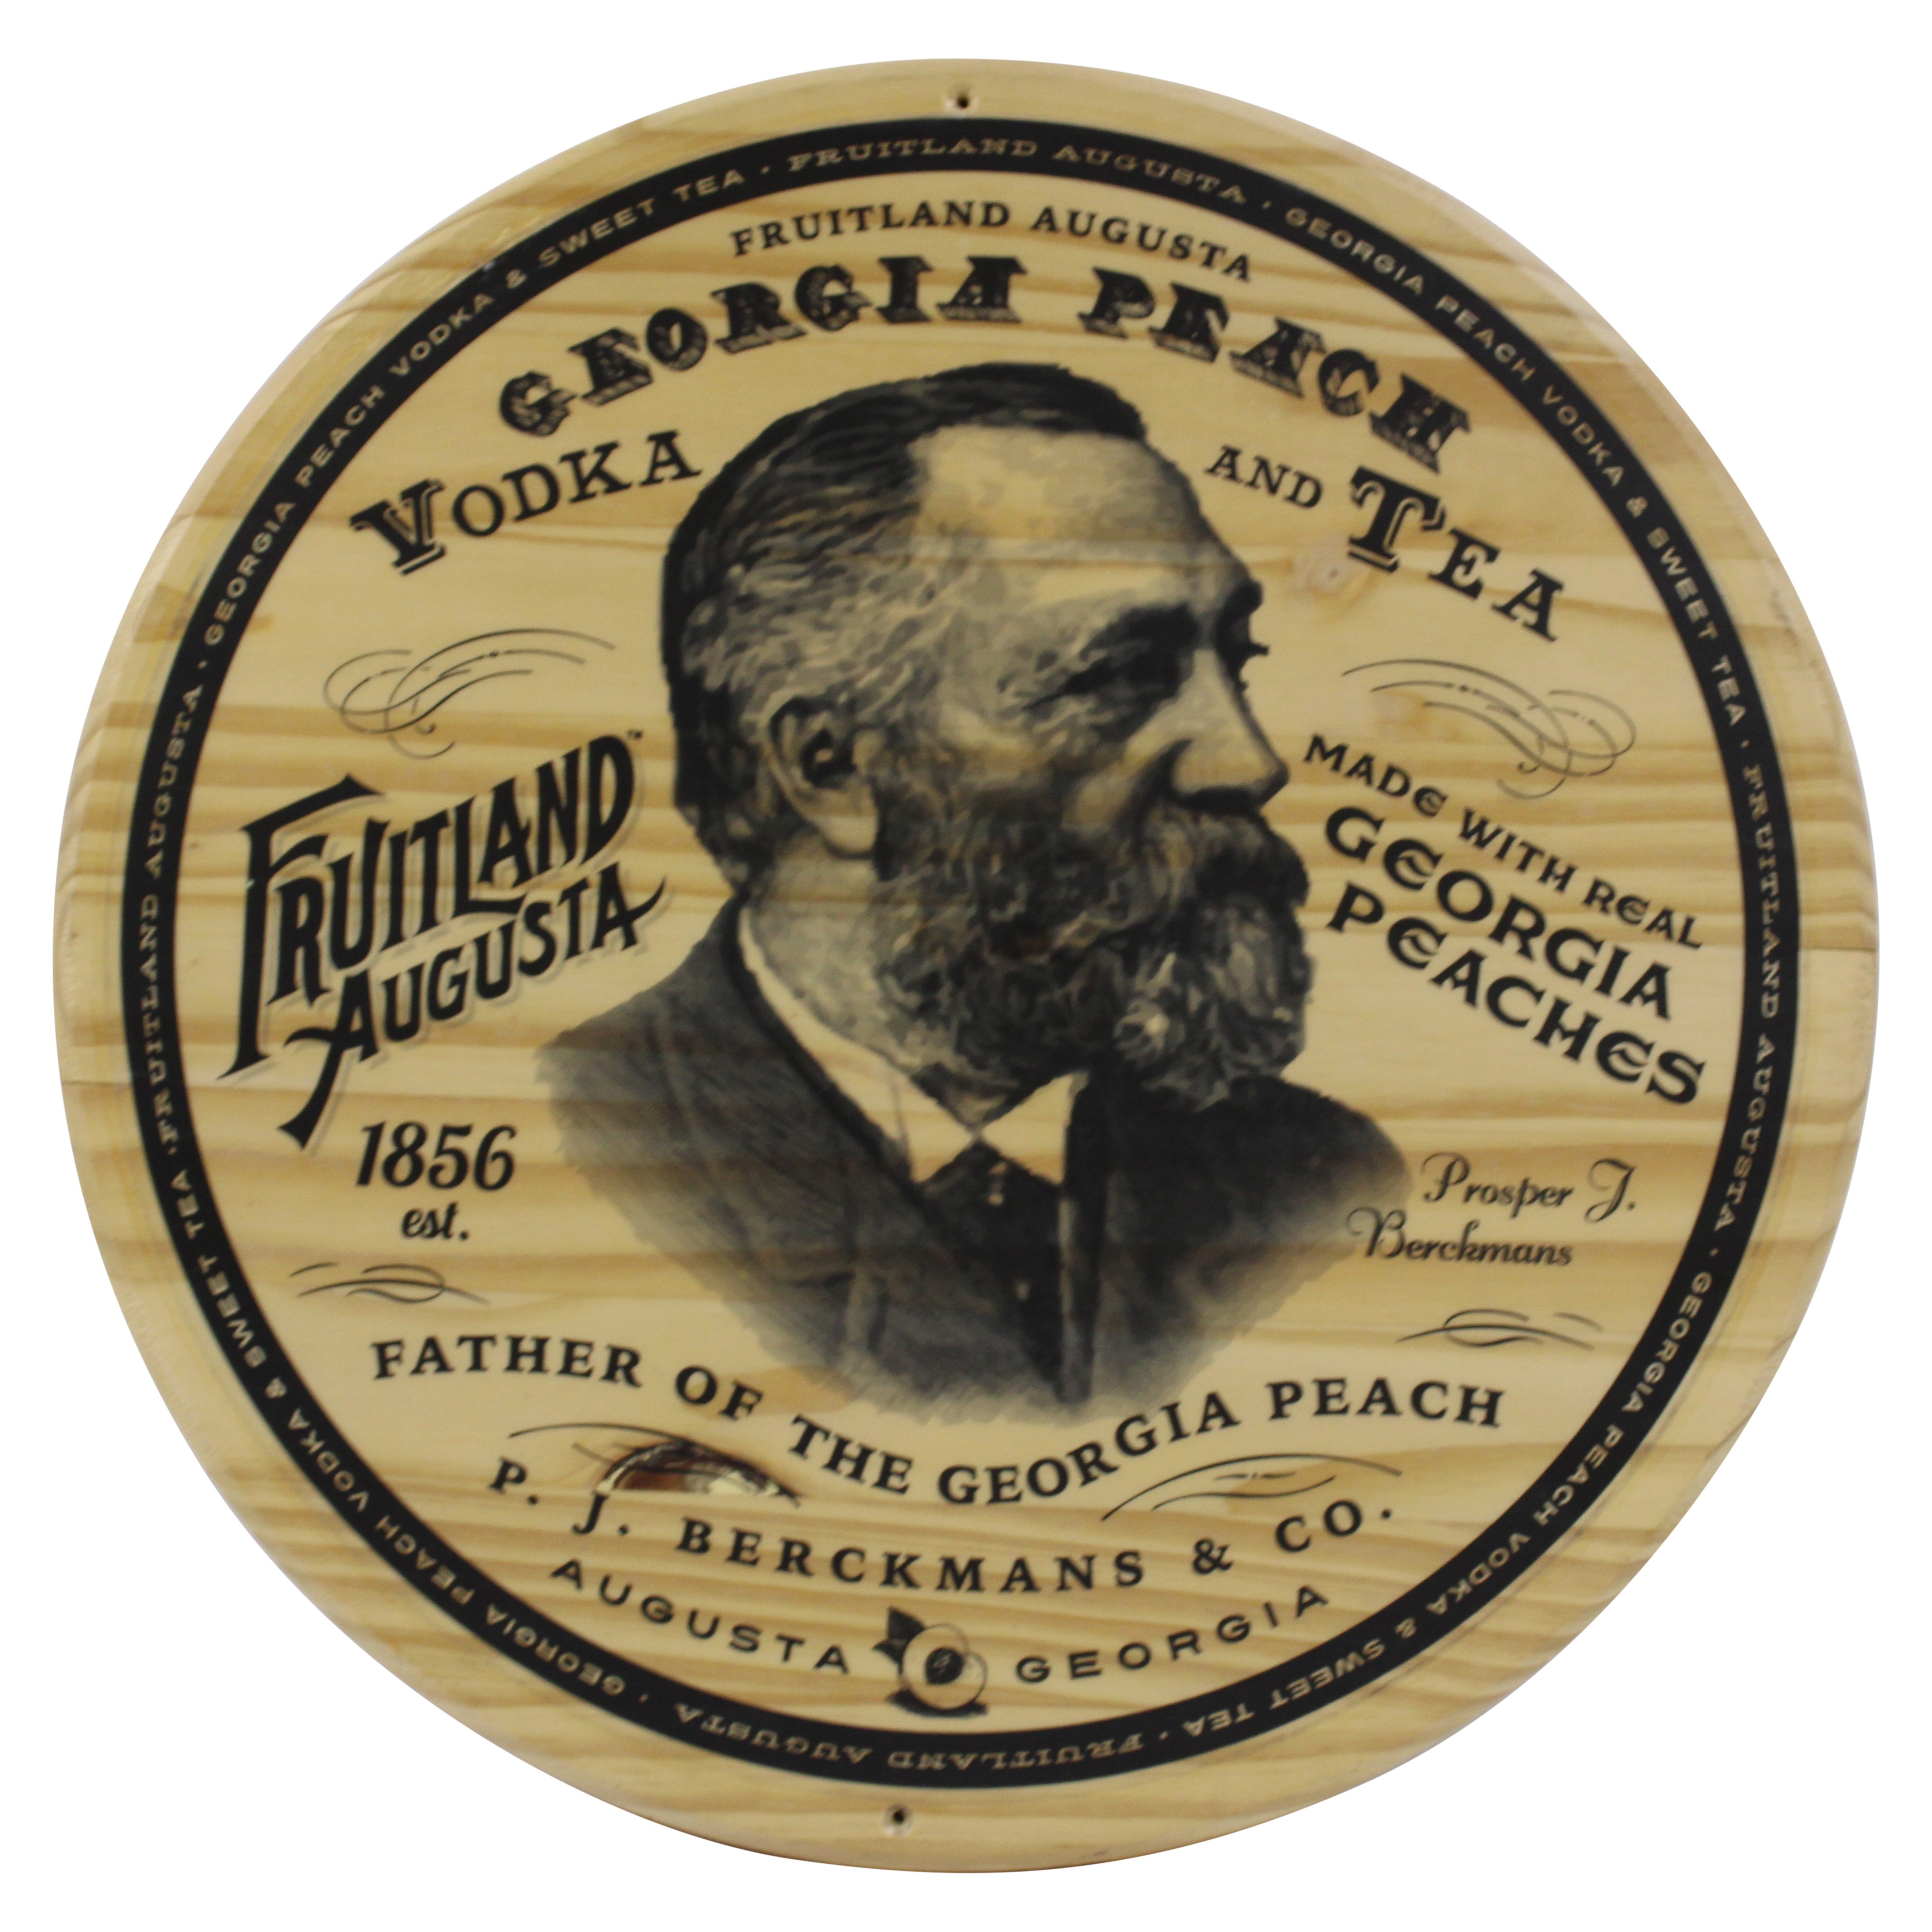 FRUITLAND AUGUSTA · GEORGIA PEACH VODKA & SWEET TEA · FRUITLAND AUGUSTA · GEORGIA PEACH VODKA & SWEET TEA · FRUITLAND AUGUSTA · GEORGIA PEACH VODKA & SWEET TEA · FRUITLAND AUGUSTA · GEORGIA PEACH VODKA & SWEET TEA ·
FRUITLAND AUGUSTA
GEORGIA PEACH
VODKA AND TEA
FRUITLAND™
AUGUSTA
1856
est.
MADE WITH REAL
GEORGIA
PEACHES
Prosper J.
Berckmans
FATHER OF THE GEORGIA PEACH
P. J. BERCKMANS & CO.
AUGUSTA GEORGIA